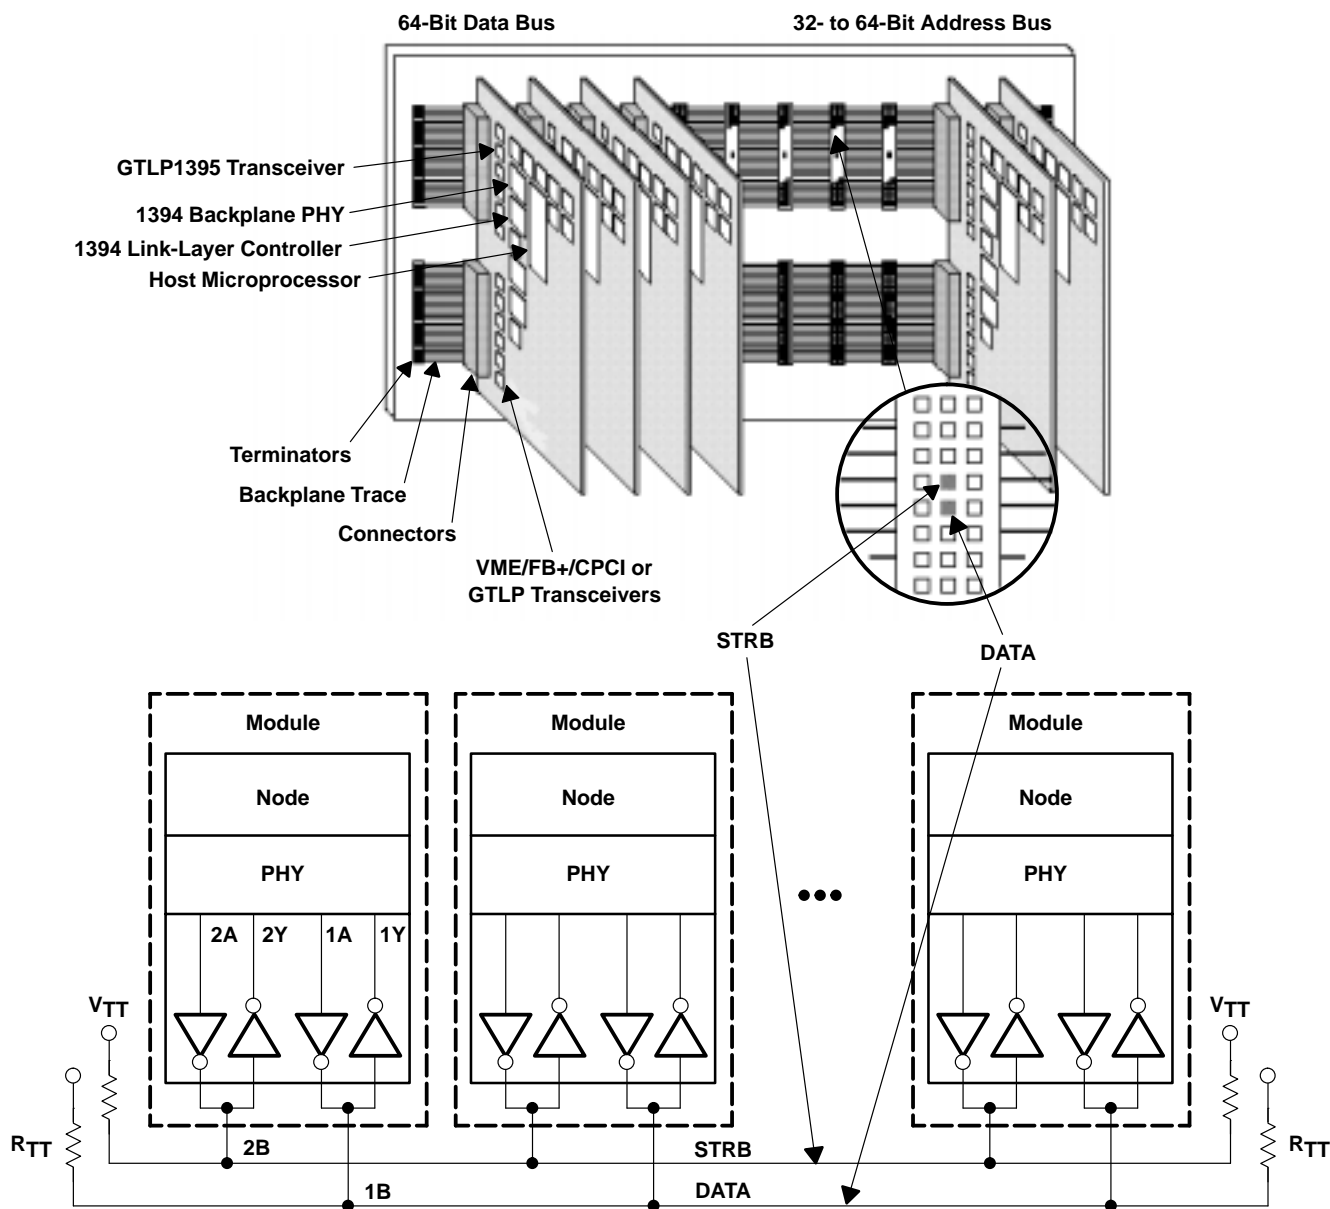 64-Bit Data Bus
32- to 64-Bit Address Bus
GTLP1395 Transceiver
1394 Backplane PHY
1394 Link-Layer Controller
Host Microprocessor
Terminators
Backplane Trace
Connectors
VME/FB+/CPCI or
GTLP Transceivers
STRB
DATA
Module
Module
Module
Node
Node
Node
PHY
PHY
PHY
2A
2Y
1A
1Y
VTT
VTT
RTT
RTT
2B
STRB
1B
DATA